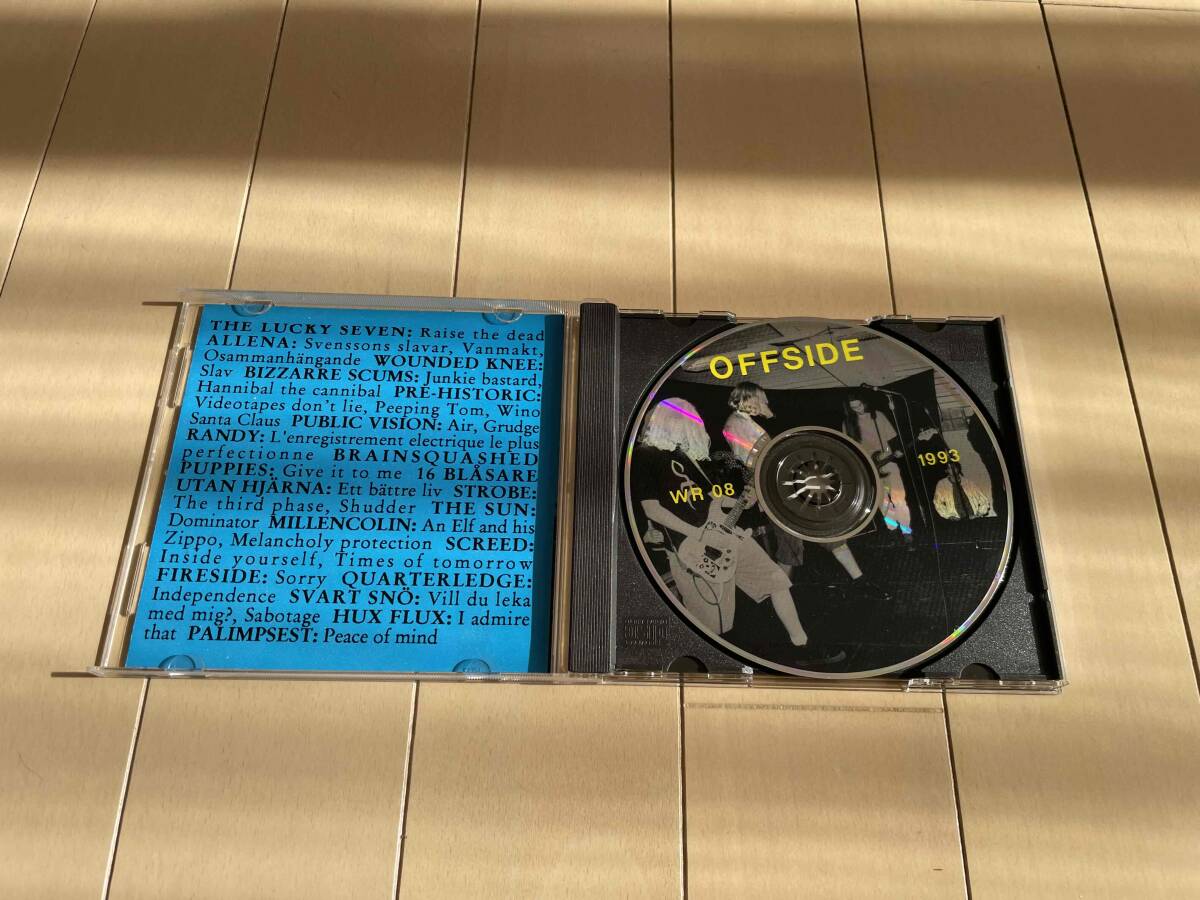 THE LUCKY SEVEN: Raise the dead
ALLENA: Svenssons slavar, Vanmakt,
Osammanhängande WOUNDED KNEE:
Slav BIZZARRE SCUMS: Junkie bastard,
Hannibal the cannibal PRE-HISTORIC:
Videotapes don't lie, Peeping Tom, Wino
Santa Claus PUBLIC VISION: Air, Grudge
RANDY: L'enregistrement electrique le plus
perfectionne BRAINSQUASHED
PUPPIES: Give it to me 16 BLÅSARE
UTAN HJÄRNA: Ett bättre liv STROBE:
The third phase, Shudder THE SUN:
Dominator MILLENCOLIN: An Elf and his
Zippo, Melancholy protection SCREED:
Inside yourself, Times of tomorrow
FIRESIDE: Sorry QUARTERLEDGE:
Independence SVART SNÖ: Vill du leka
med mig?, Sabotage HUX FLUX: I admire
that PALIMPSEST: Peace of mind
OFFSIDE
WR 08
1993